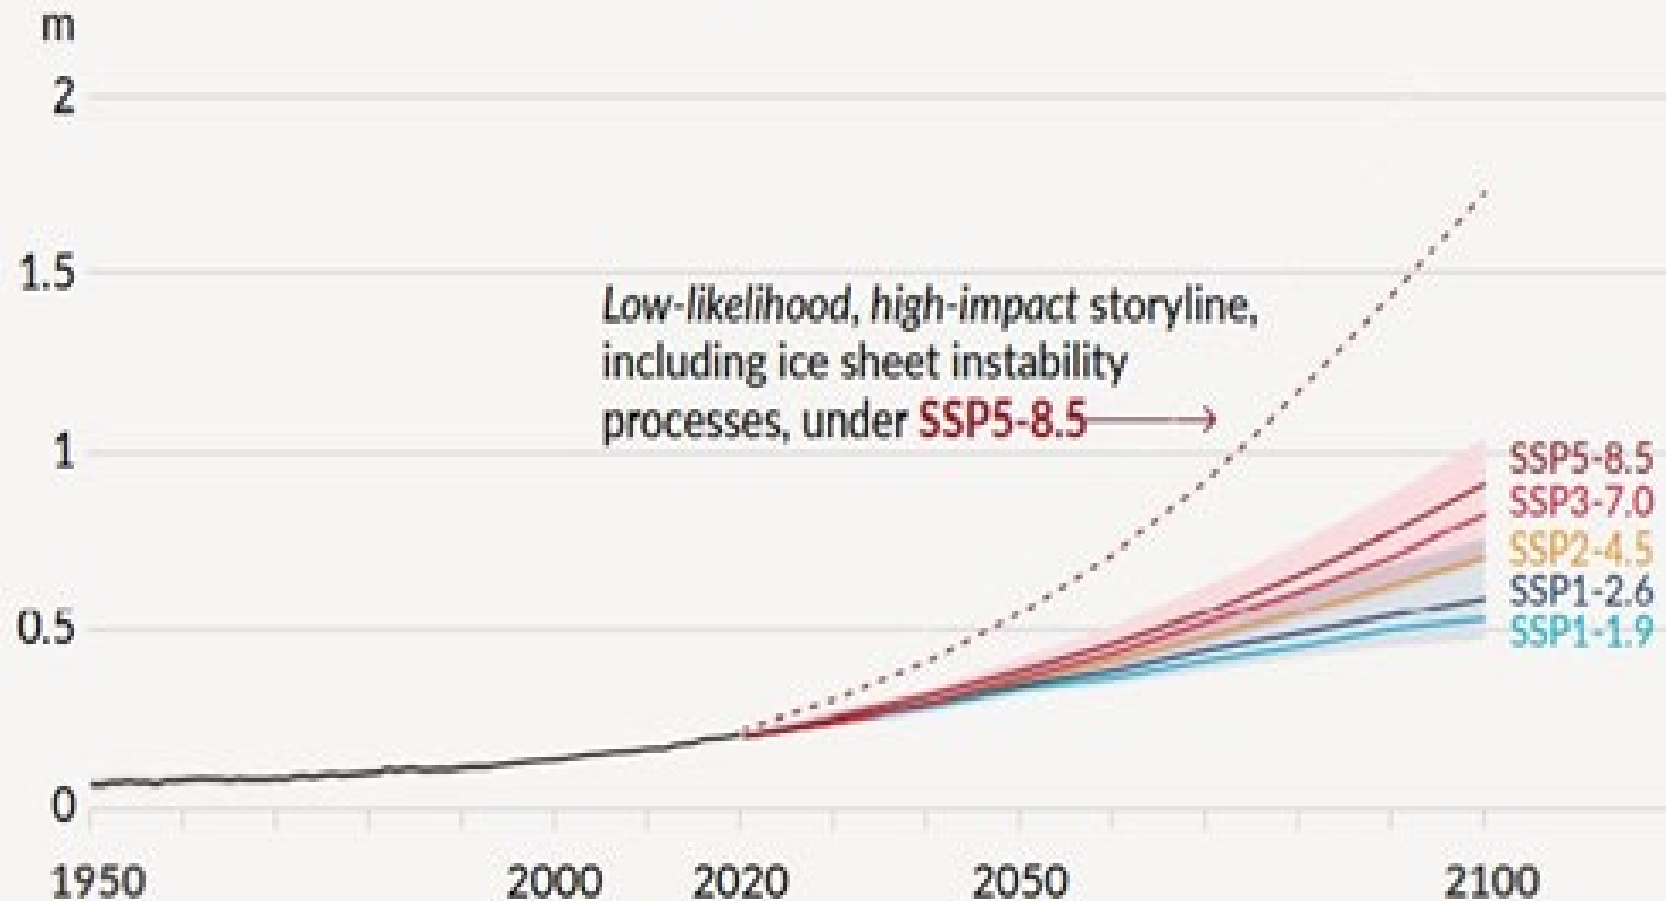 m
2
1.5
Low-likelihood, high-impact storyline,
including ice sheet instability
processes, under SSP5-8.5
1
SSP5-8.5
SSP3-7.0
SSP2-4.5
SSP1-2.6
0.5
SSP1-1.9
0
1950 2000 2020 2050 2100